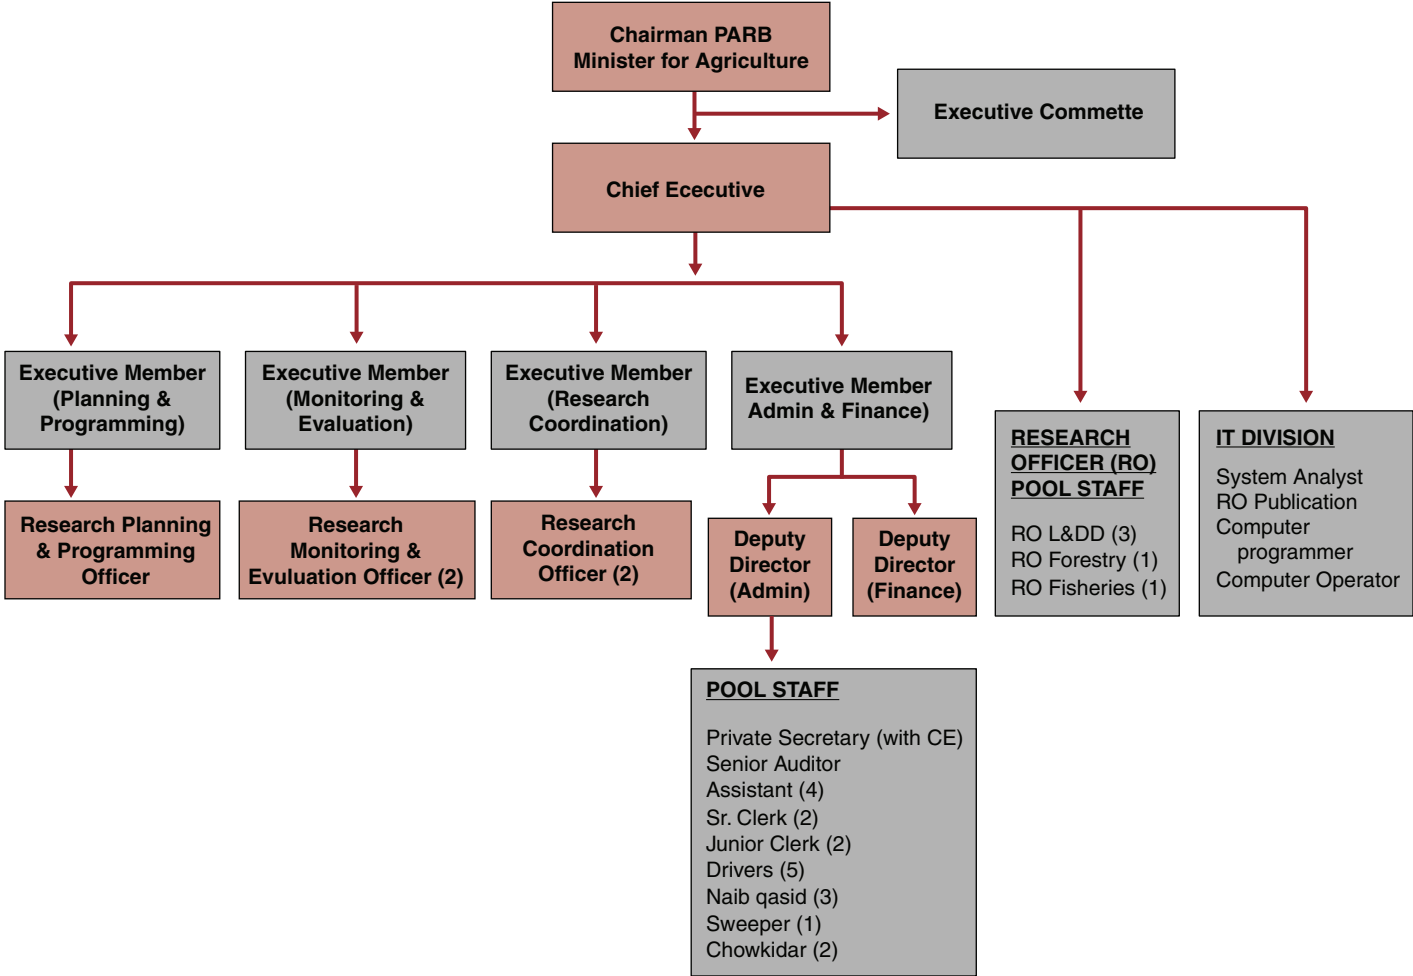 Chairman PARB
Minister for Agriculture
Executive Commette
Chief Ececutive
Executive Member
(Planning &
Programming)
Executive Member
(Monitoring &
Evaluation)
Executive Member
(Research
Coordination)
Executive Member
Admin & Finance)
Research Planning
& Programming
Officer
Research
Monitoring &
Evuluation Officer (2)
Research
Coordination
Officer (2)
Deputy
Director
(Admin)
Deputy
Director
(Finance)
RESEARCH
OFFICER (RO)
POOL STAFF
RO L&DD (3)
RO Forestry (1)
RO Fisheries (1)
IT DIVISION
System Analyst
RO Publication
Computer
programmer
Computer Operator
POOL STAFF
Private Secretary (with CE)
Senior Auditor
Assistant (4)
Sr. Clerk (2)
Junior Clerk (2)
Drivers (5)
Naib qasid (3)
Sweeper (1)
Chowkidar (2)